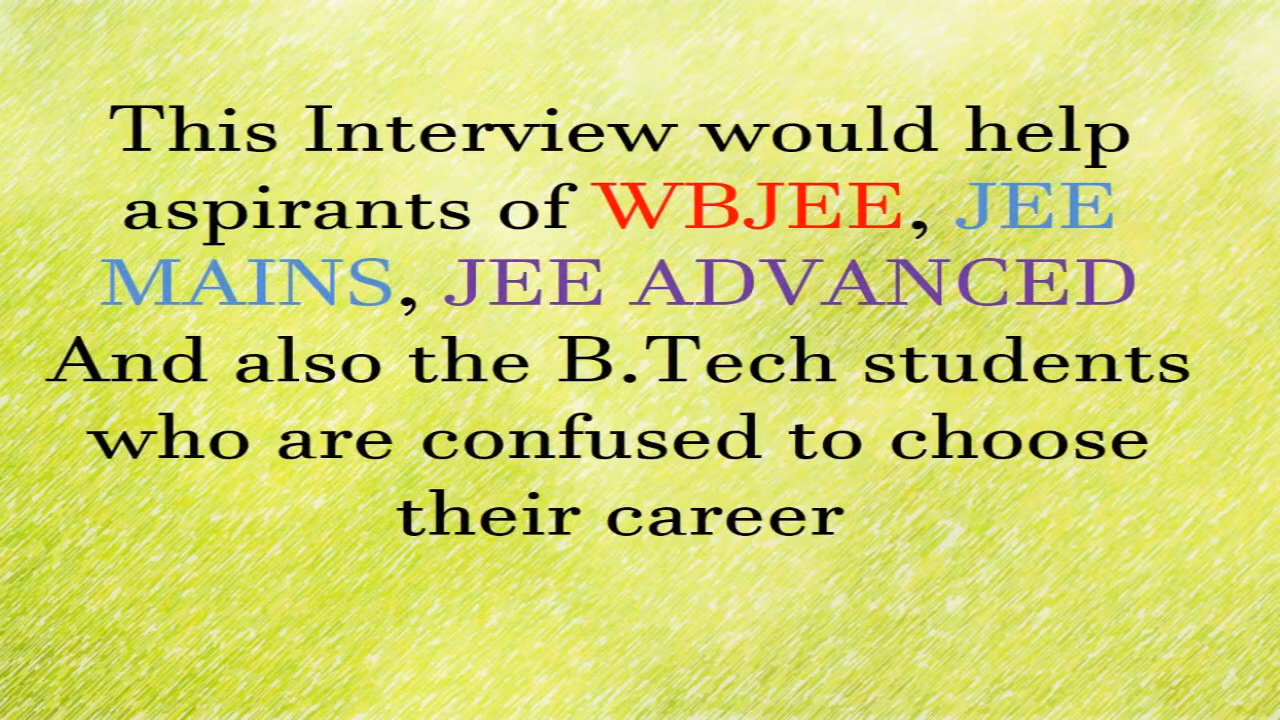 This Interview would help
aspirants of WBJEE, JEE
MAINS, JEE ADVANCED
And also the B.Tech students
who are confused to choose
their career